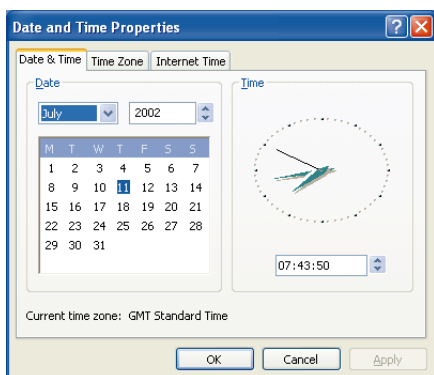 Date and Time Properties
Date & Time Time Zone Internet Time
Date
July 2002
M T W T F S S
1 2 3 4 5 6 7
8 9 10 11 12 13 14
15 16 17 18 19 20 21
22 23 24 25 26 27 28
29 30 31
Time
07:43:50
Current time zone: GMT Standard Time
OK Cancel Apply